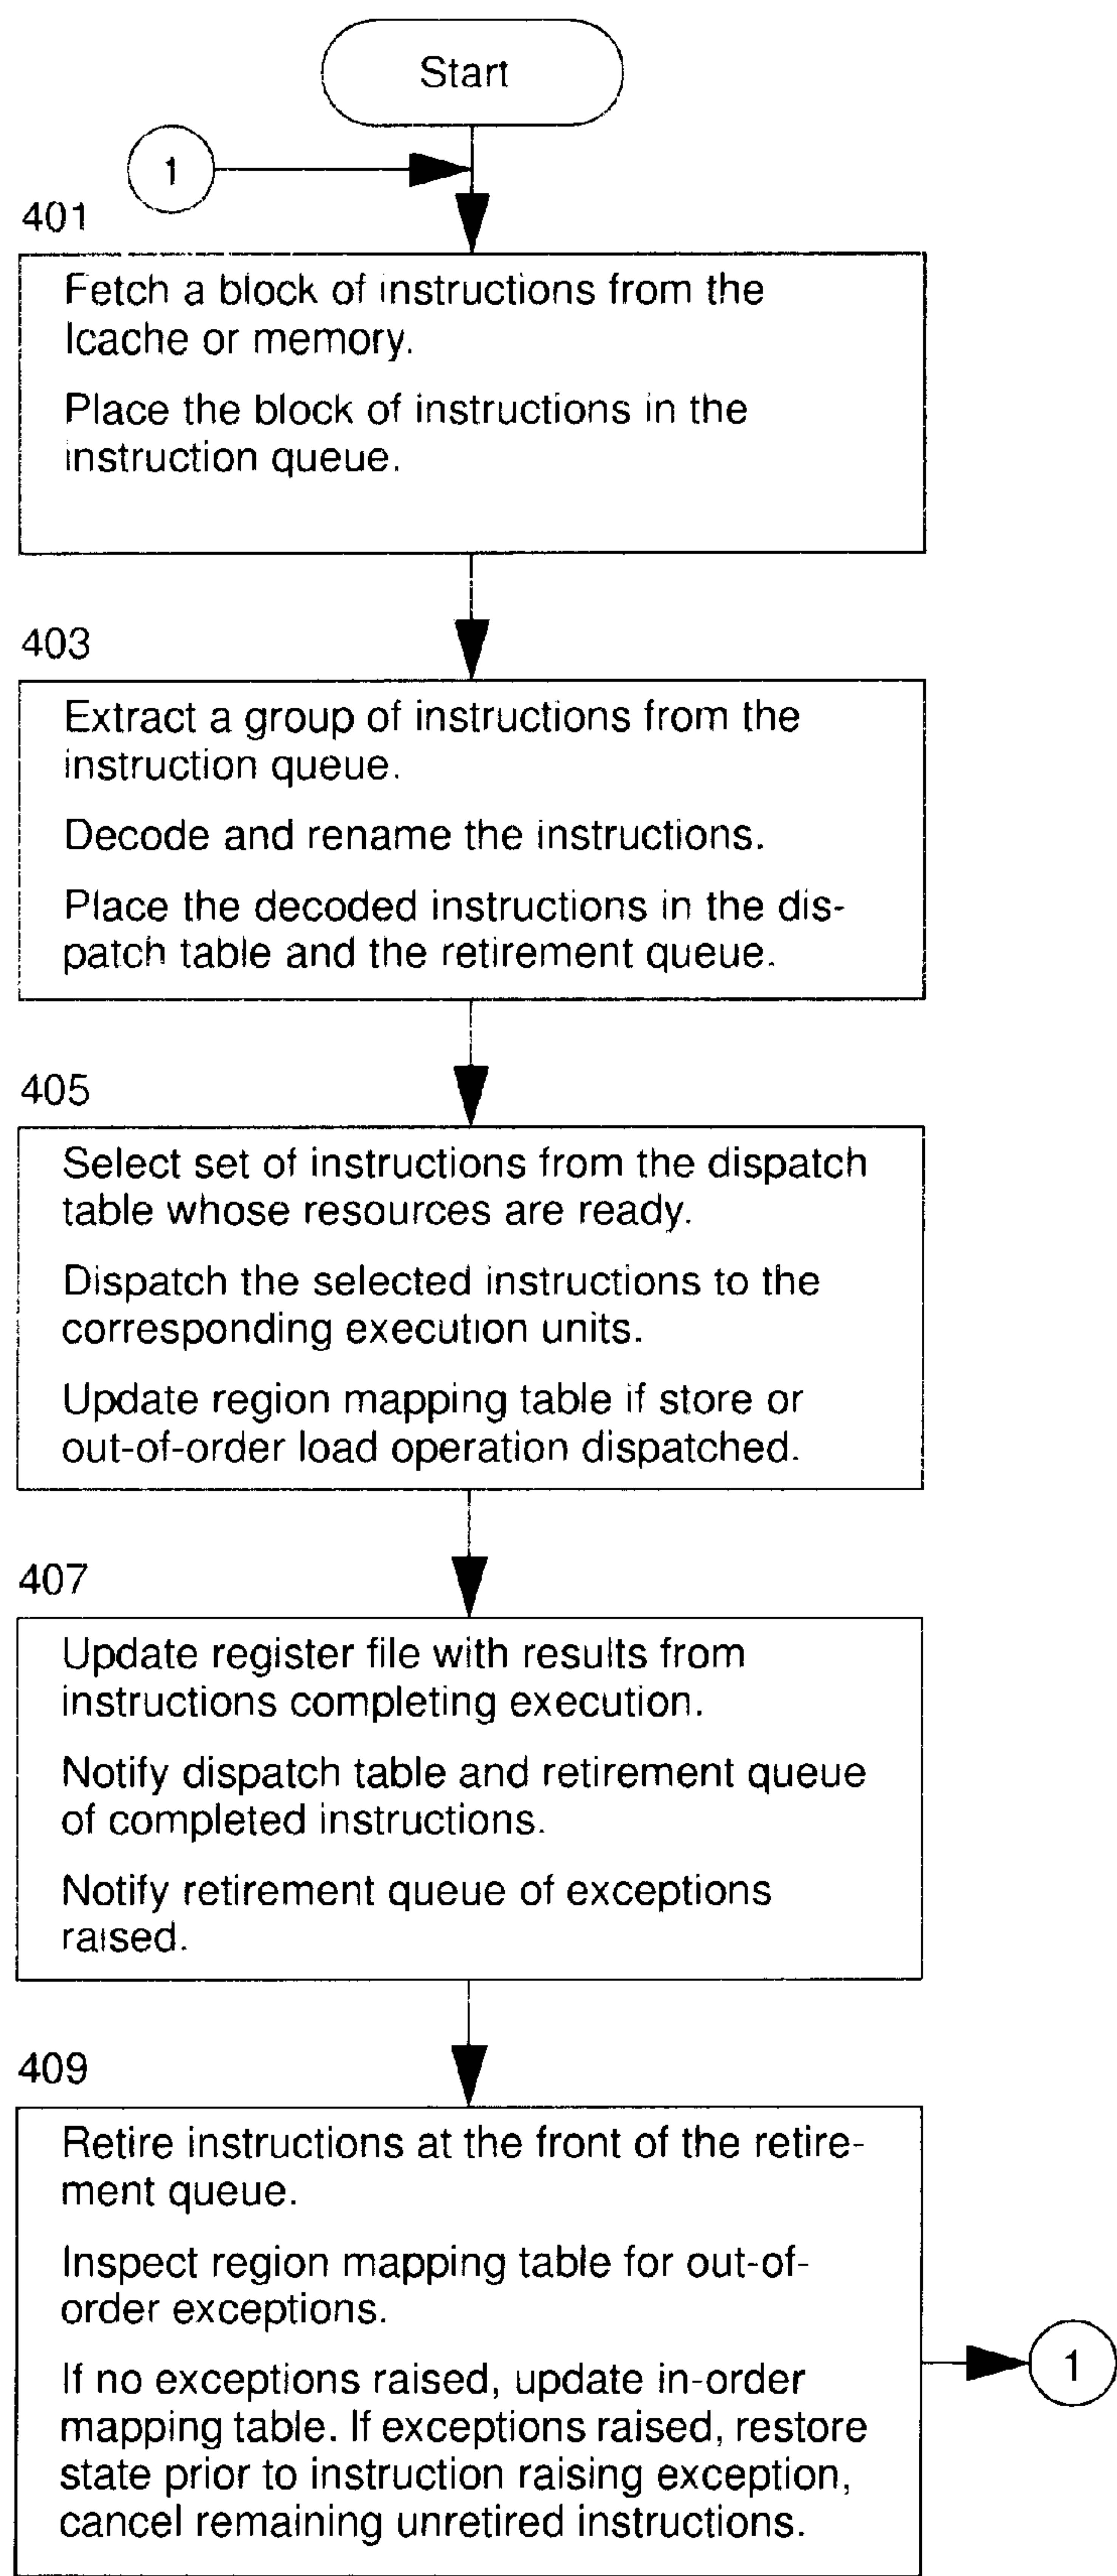 Start
1
401
Fetch a block of instructions from the
Icache or memory.
Place the block of instructions in the
instruction queue.
403
Extract a group of instructions from the
instruction queue.
Decode and rename the instructions.
Place the decoded instructions in the dis-
patch table and the retirement queue.
405
Select set of instructions from the dispatch
table whose resources are ready.
Dispatch the selected instructions to the
corresponding execution units.
Update region mapping table if store or
out-of-order load operation dispatched.
407
Update register file with results from
instructions completing execution.
Notify dispatch table and retirement queue
of completed instructions.
Notify retirement queue of exceptions
raised.
409
Retire instructions at the front of the retire-
ment queue.
Inspect region mapping table for out-of-
order exceptions.
If no exceptions raised, update in-order
mapping table. If exceptions raised, restore
state prior to instruction raising exception,
cancel remaining unretired instructions.
1